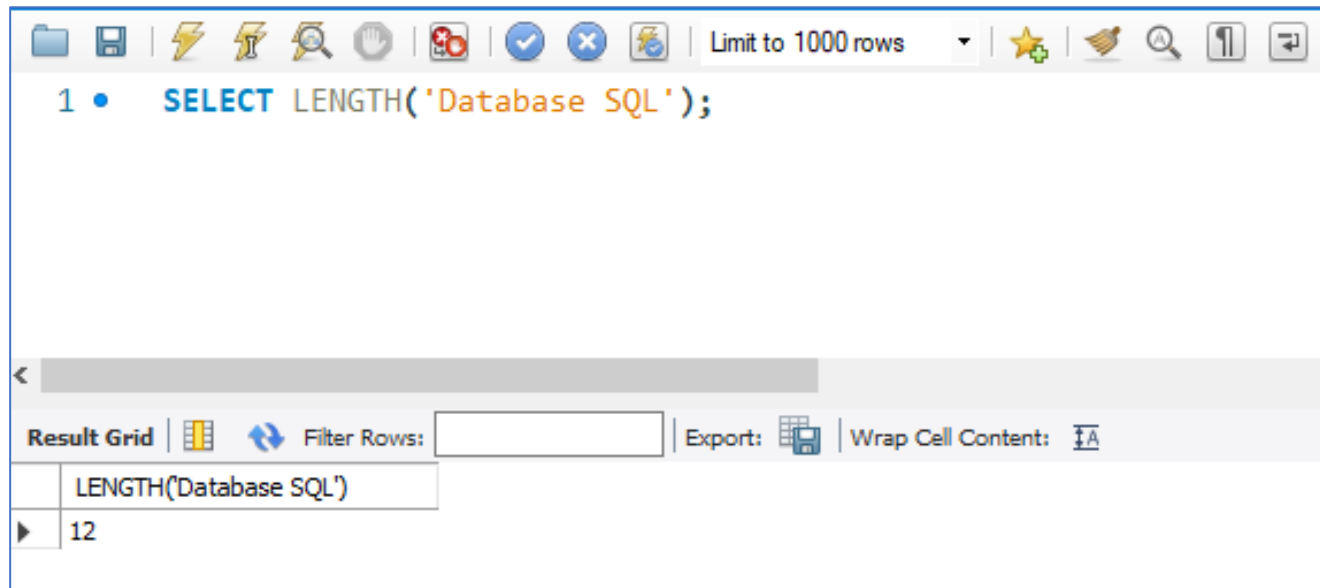 Limit to 1000 rows
1 SELECT LENGTH('Database SQL');
Result Grid Filter Rows: Export: Wrap Cell Content: IA
LENGTH('Database SQL')
12